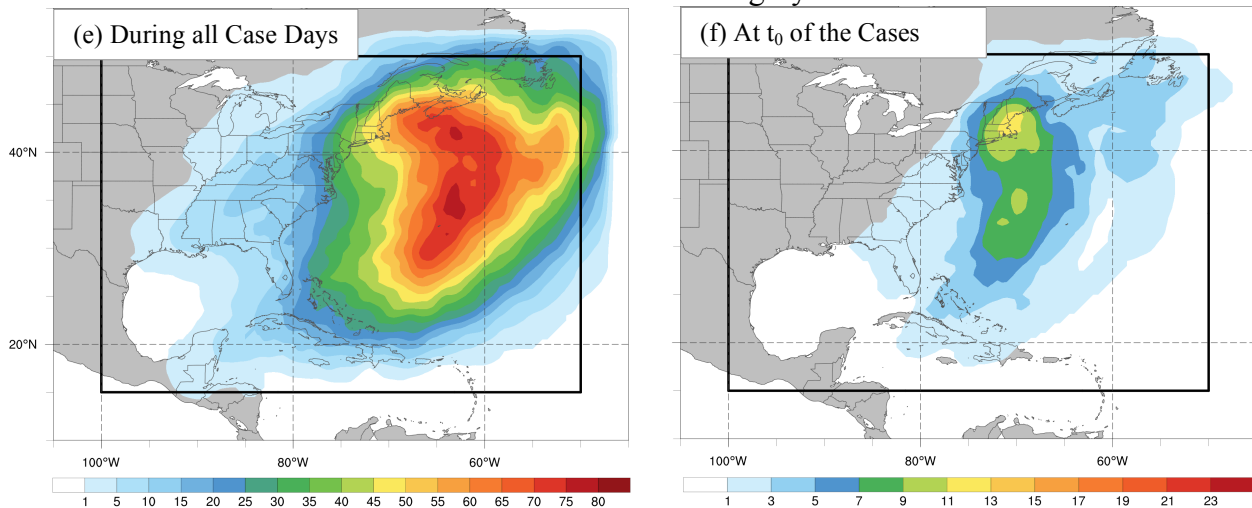 (e) During all Case Days
(f) At t₀ of the Cases
40°N
20°N
100°W 80°W 60°W
100°W 80°W 60°W
1 5 10 15 20 25 30 35 40 45 50 55 60 65 70 75 80
1 3 5 7 9 11 13 15 17 19 21 23